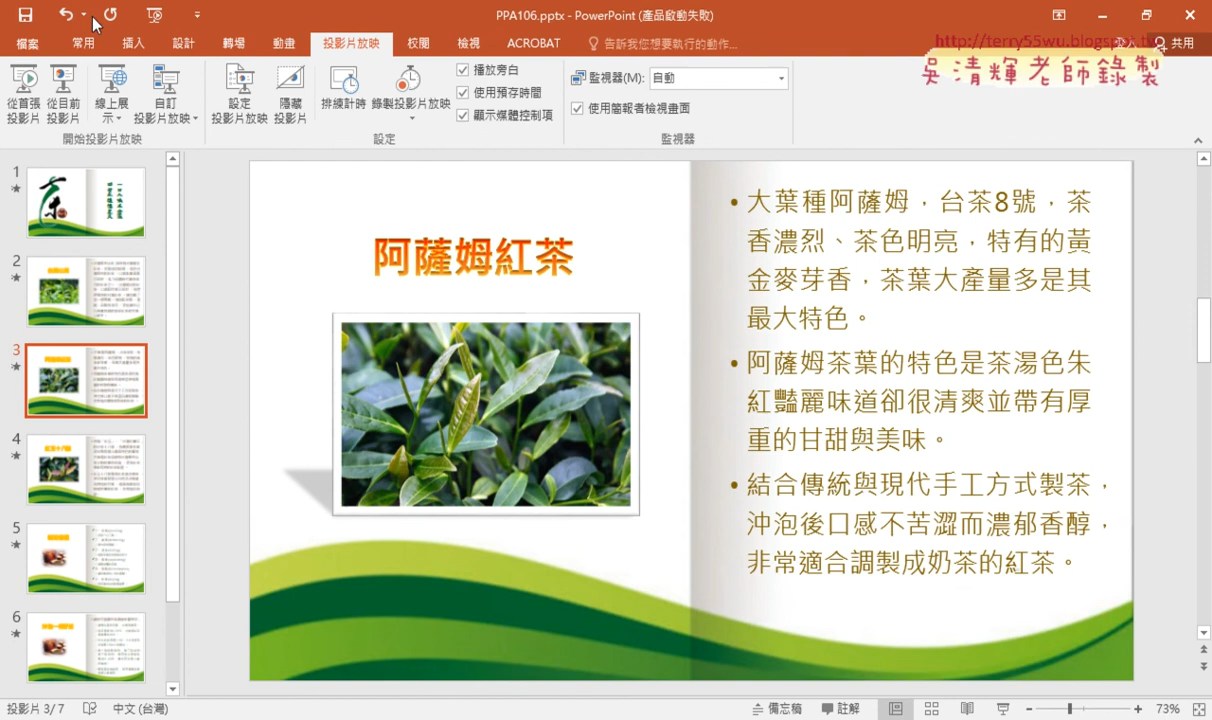 PPA106.pptx - PowerPoint (產品啟動失敗)
http://terry55wu.blogspot.tw
吳清輝老師錄製
檔案 常用 插入 設計 轉場 動畫 投影片放映 校閱 檢視 ACROBAT 告訴我您想要執行的動作... 登入 共用
從首張投影片
從目前投影片
線上展示
自訂投影片放映
設定投影片放映
隱藏投影片
排練計時
錄製投影片放映
播放旁白
使用預存時間
顯示媒體控制項
監視器(M): 自動
使用簡報者檢視畫面
開始投影片放映 設定 監視器
1
2
3
4
5
6
阿薩姆紅茶
•大葉種阿薩姆，台茶8號，茶
香濃烈、茶色明亮，特有的黃
金麥芽香，茶葉大產量多是其
最大特色。
•阿薩姆茶葉的特色是茶湯色朱
紅豔麗味道卻很清爽並帶有厚
重的甘甜與美味。
•結合傳統與現代手工方式製茶，
沖泡後口感不苦澀而濃郁香醇，
非常適合調製成奶茶的紅茶。
投影片 3/7 中文 (台灣) 備忘稿 註解 73%